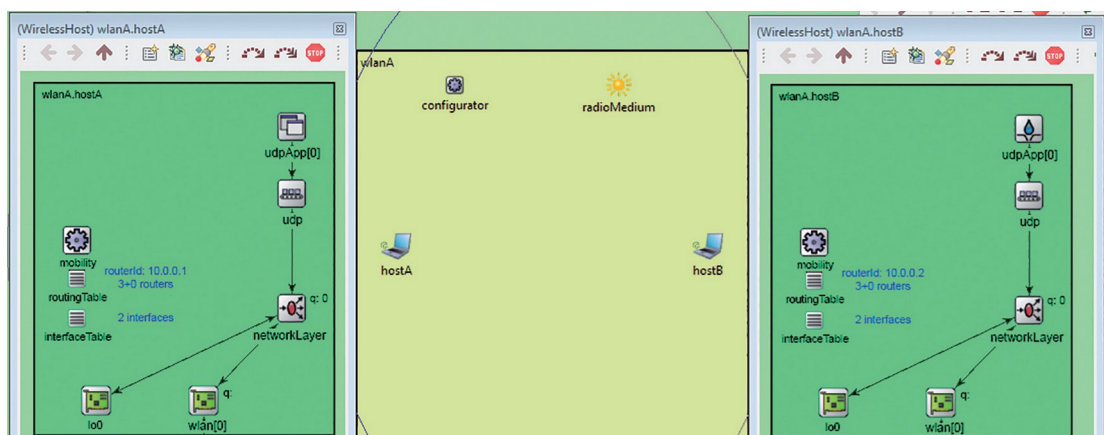 (WirelessHost) wlanA.hostA
STOP
wlanA.hostA
udpApp[0]
udp
mobility
routerId: 10.0.0.1
3+0 routers
routingTable
2 interfaces
interfaceTable
q: 0
networkLayer
q:
lo0
wlan[0]
wlanA
configurator
radioMedium
hostA
hostB
(WirelessHost) wlanA.hostB
STOP
wlanA.hostB
udpApp[0]
udp
mobility
routerId: 10.0.0.2
3+0 routers
routingTable
2 interfaces
interfaceTable
q: 0
networkLayer
q:
lo0
wlan[0]